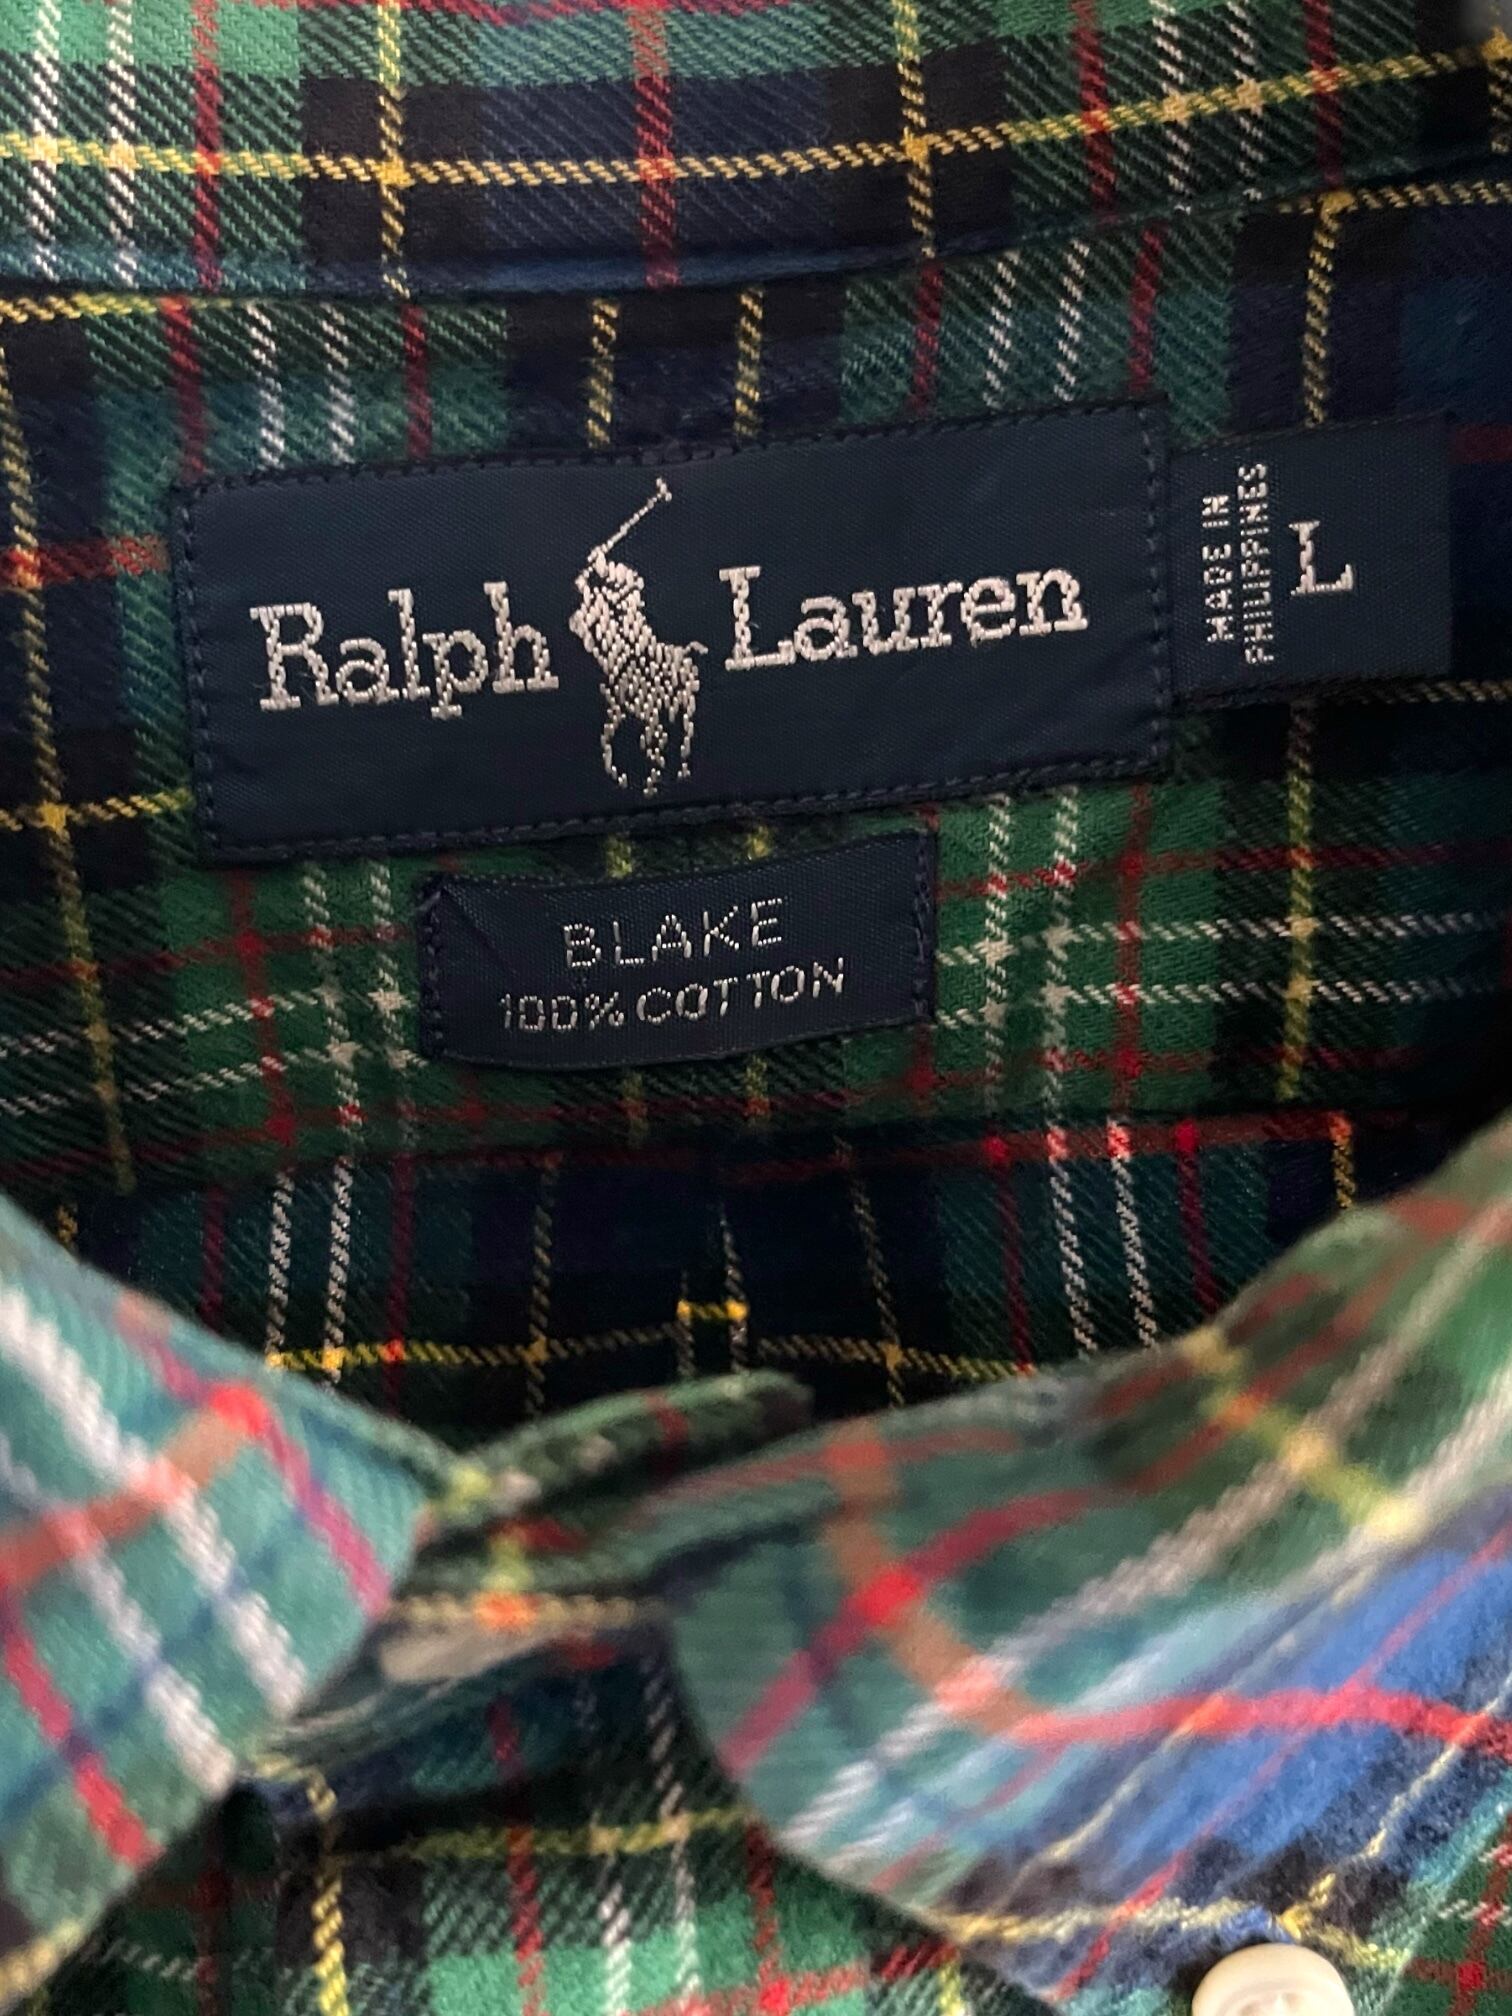 Ralph Lauren
MADE IN
PHILIPPINES
L
BLAKE
100% COTTON